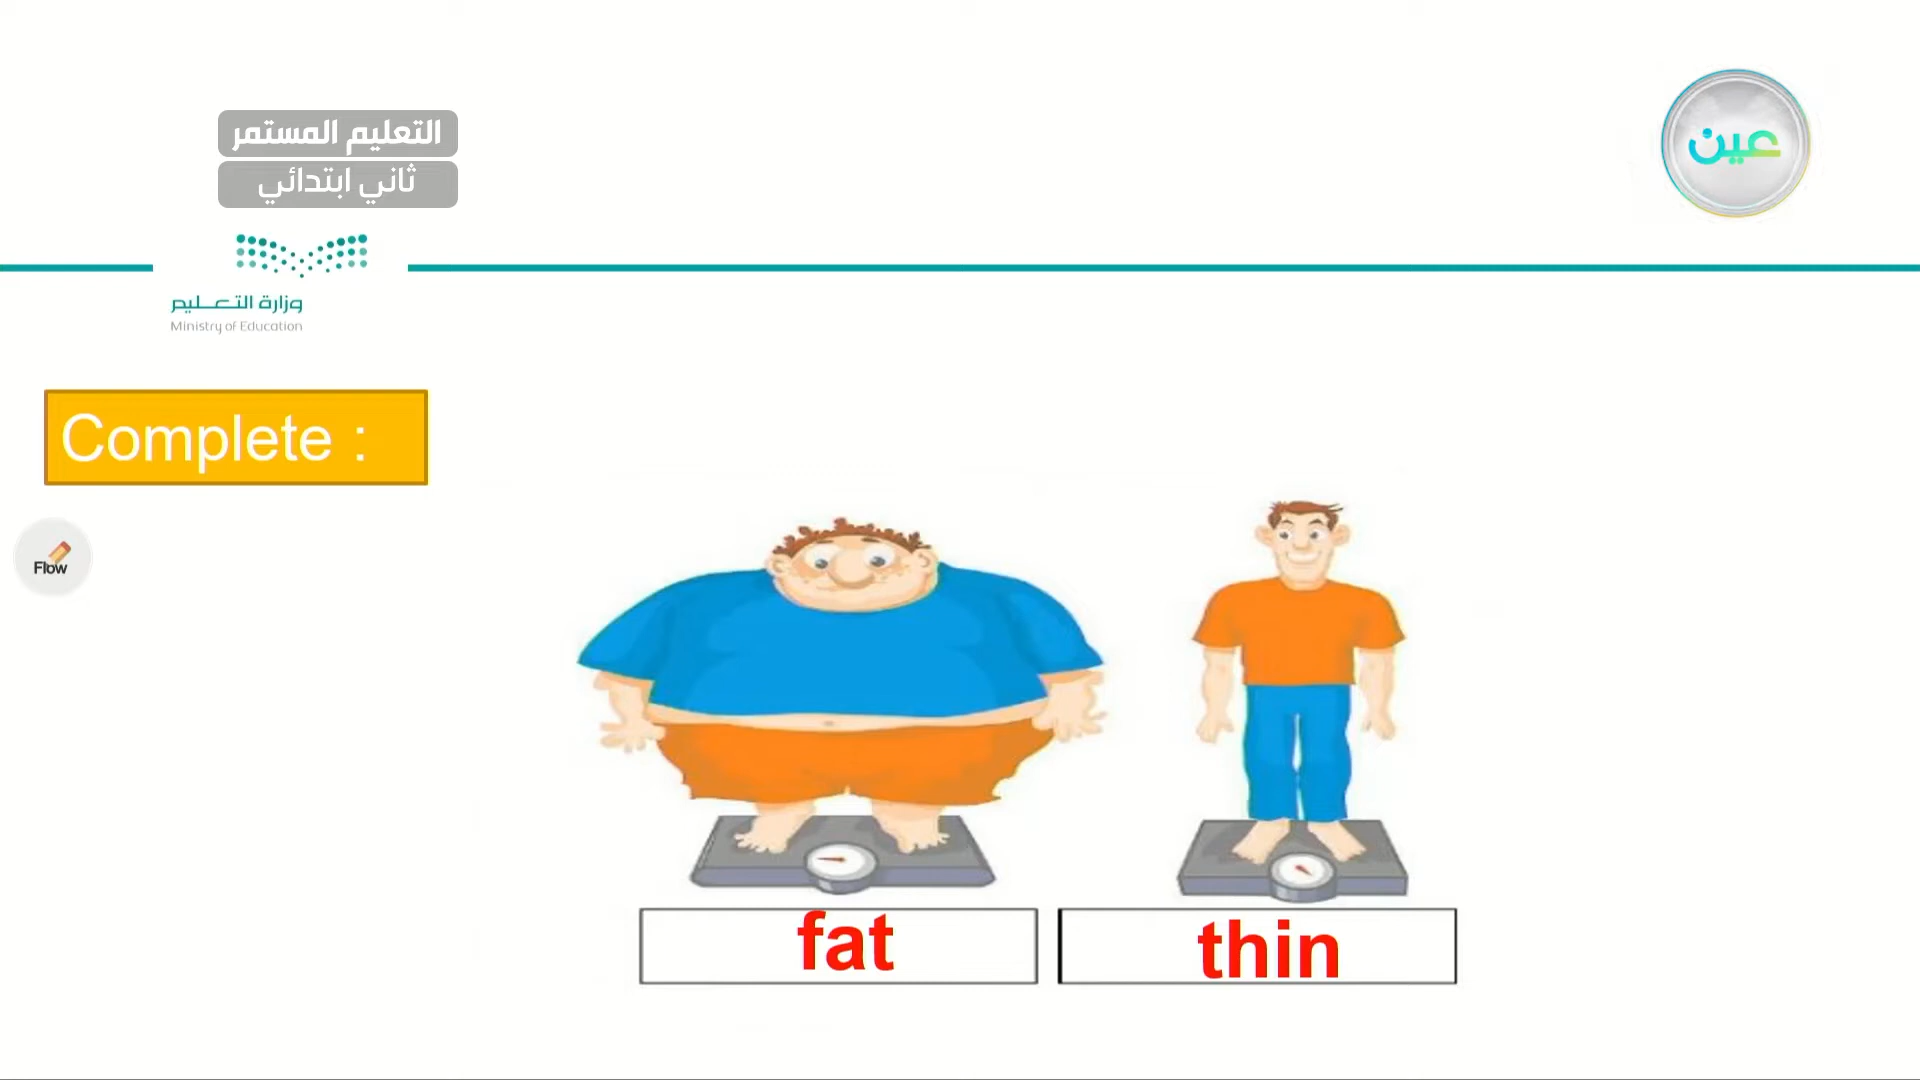 التعليم المستمر
ثاني ابتدائي
عين
وزارة التعليم
Ministry of Education
Complete :
Flow
fat
thin